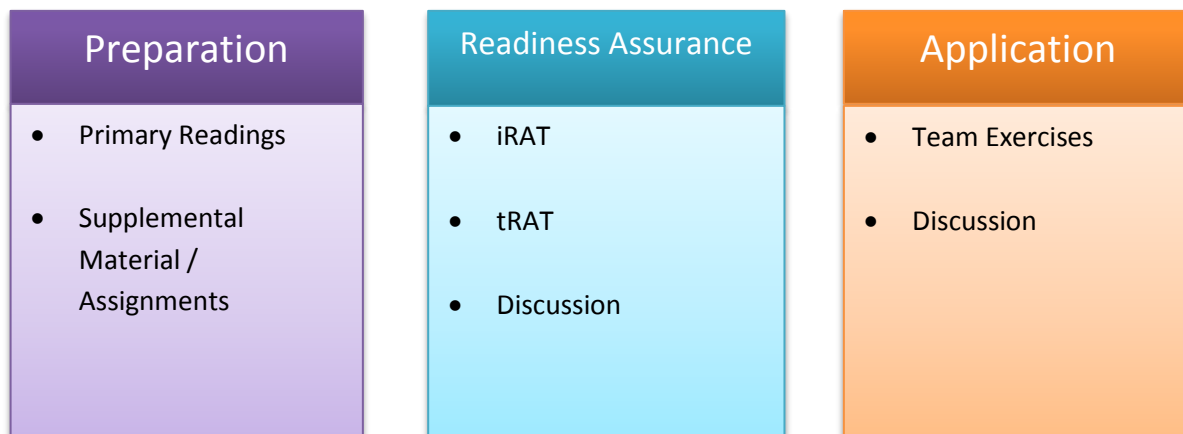 Preparation
• Primary Readings
• Supplemental
Material /
Assignments
Readiness Assurance
• iRAT
• tRAT
• Discussion
Application
• Team Exercises
• Discussion